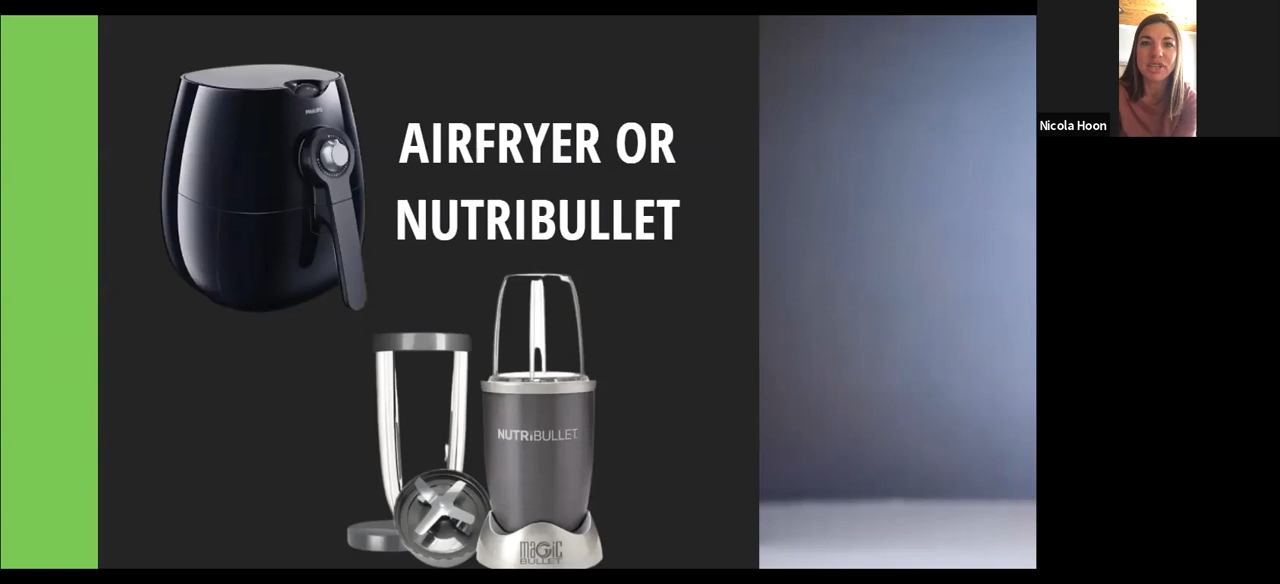 PHILIPS
AIRFRYER OR
NUTRIBULLET
NUTRiBULLET
MAGIC
BULLET
Nicola Hoon